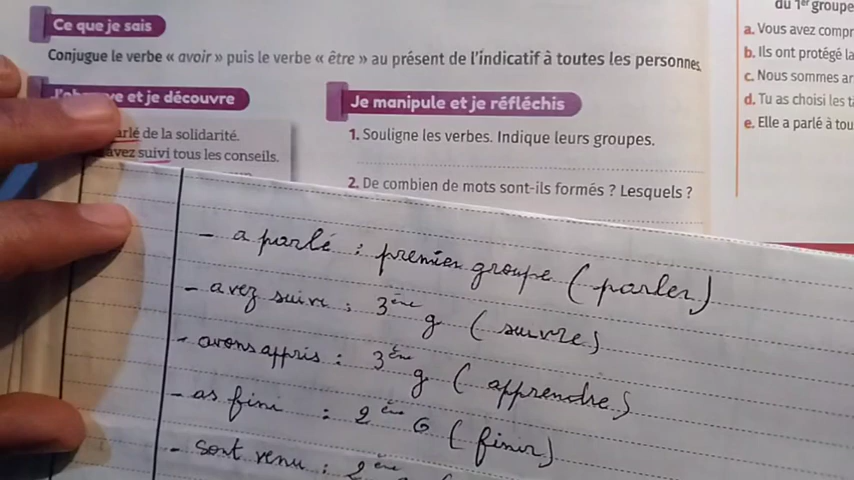 Ce que je sais
Conjugue le verbe « avoir » puis le verbe « être » au présent de l'indicatif à toutes les personnes
et je découvre
Je manipule et je réfléchis
arlé de la solidarité.
avez suivi tous les conseils.
1. Souligne les verbes. Indique leurs groupes.
2. De combien de mots sont-ils formés ? Lesquels ?
du 1er groupe
a. Vous avez compr
b. Ils ont protégé la
c. Nous sommes ar
d. Tu as choisi les t
e. Elle a parlé à tou
- a parlé : premier groupe (parler)
- avez suivi : 3ème g (suivre)
- avons appris : 3ème g (apprendre)
- as fini : 2ème G (finir)
- sont venu : 2ème